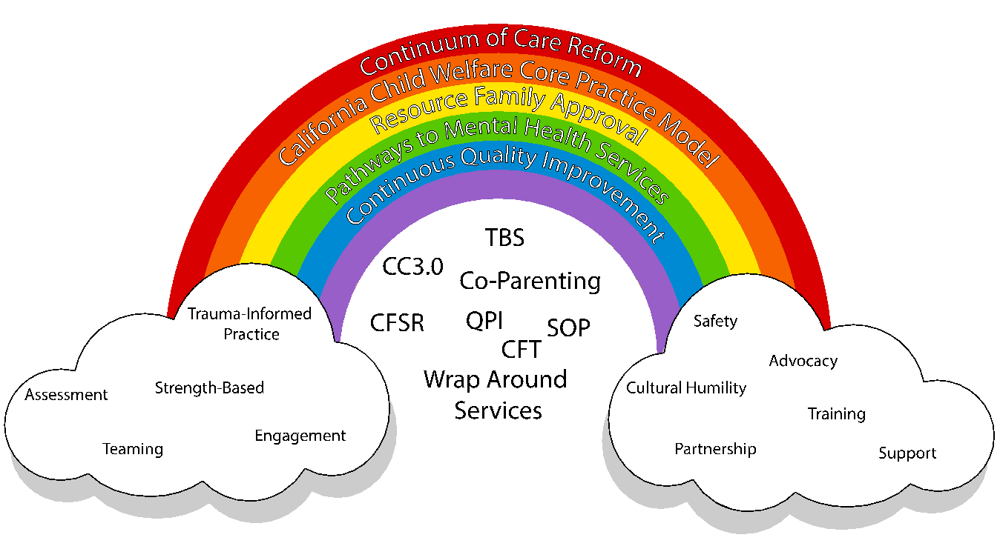 Continuum of Care Reform
California Child Welfare Core Practice Model
Resource Family Approval
Pathways to Mental Health Services
Continuous Quality Improvement
TBS
CC3.0
Co-Parenting
CFSR
QPI
SOP
CFT
Wrap Around
Services
Trauma-Informed
Practice
Assessment
Strength-Based
Engagement
Teaming
Safety
Advocacy
Cultural Humility
Training
Partnership
Support